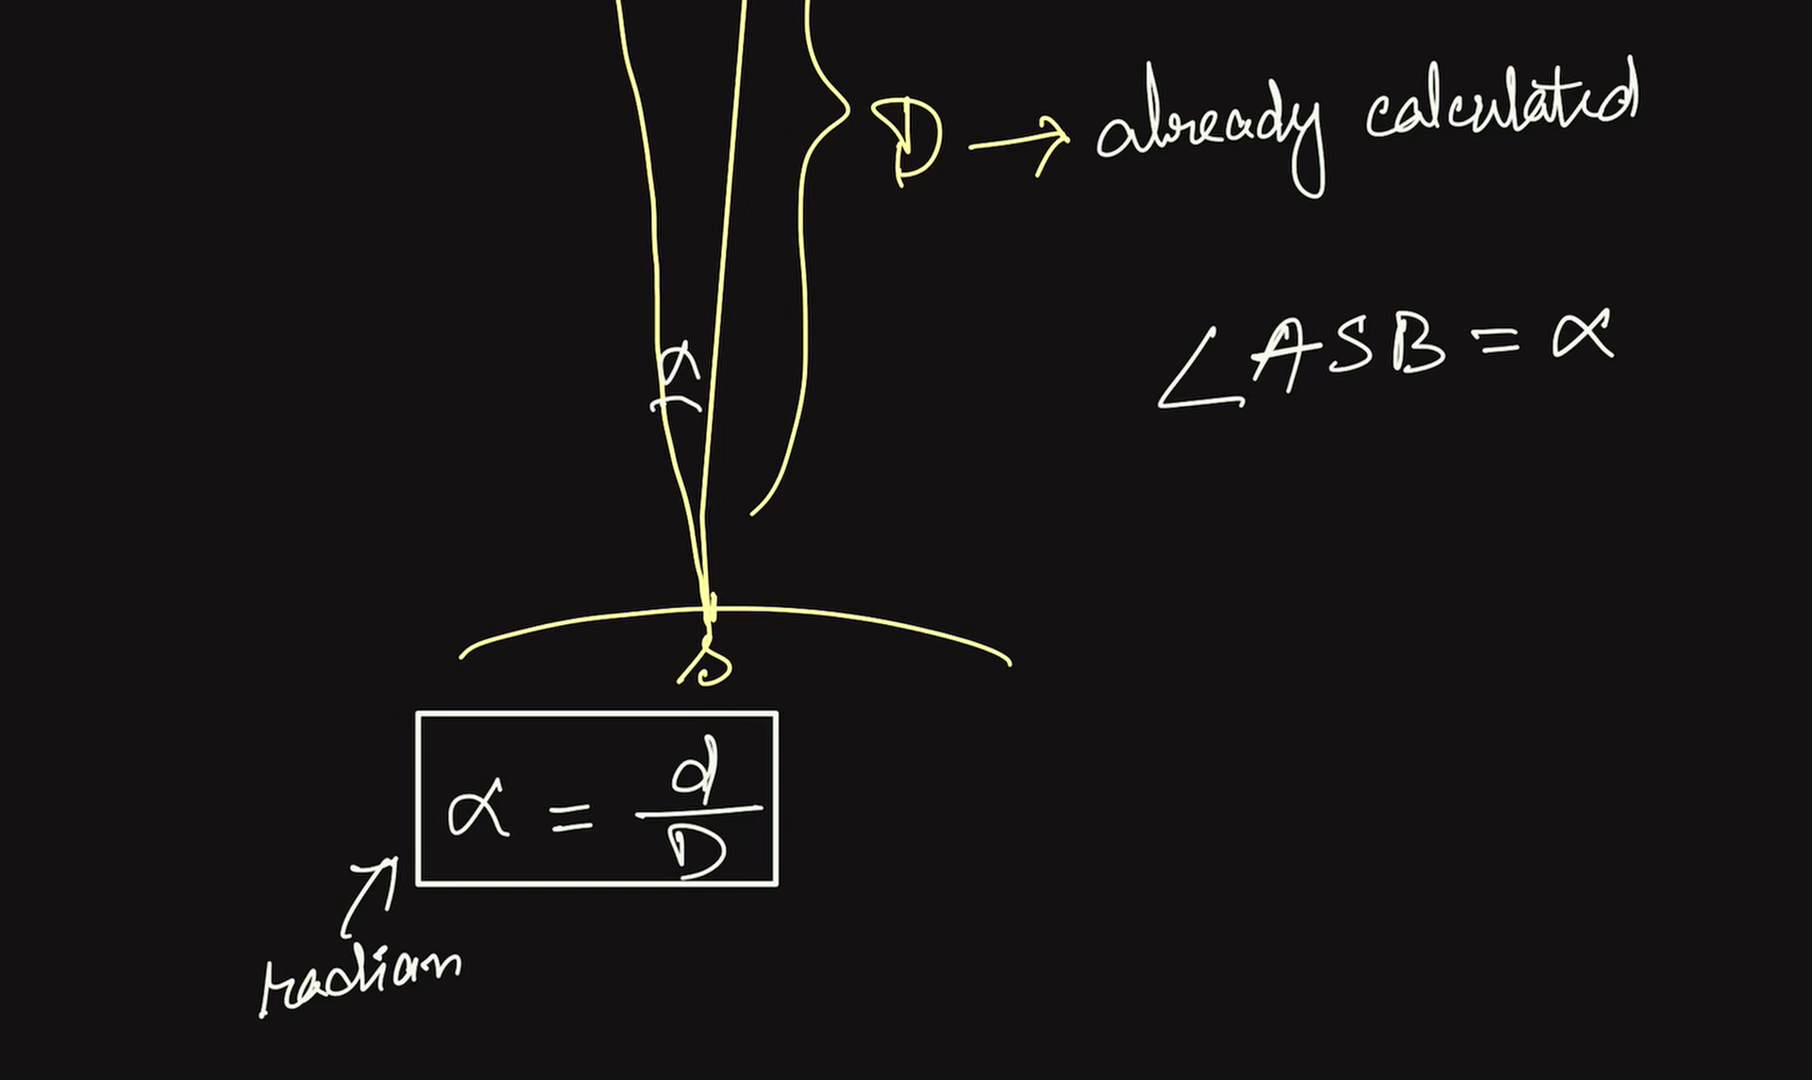 D → already calculated
∠ASB = α
α
s
α = d/D
radian